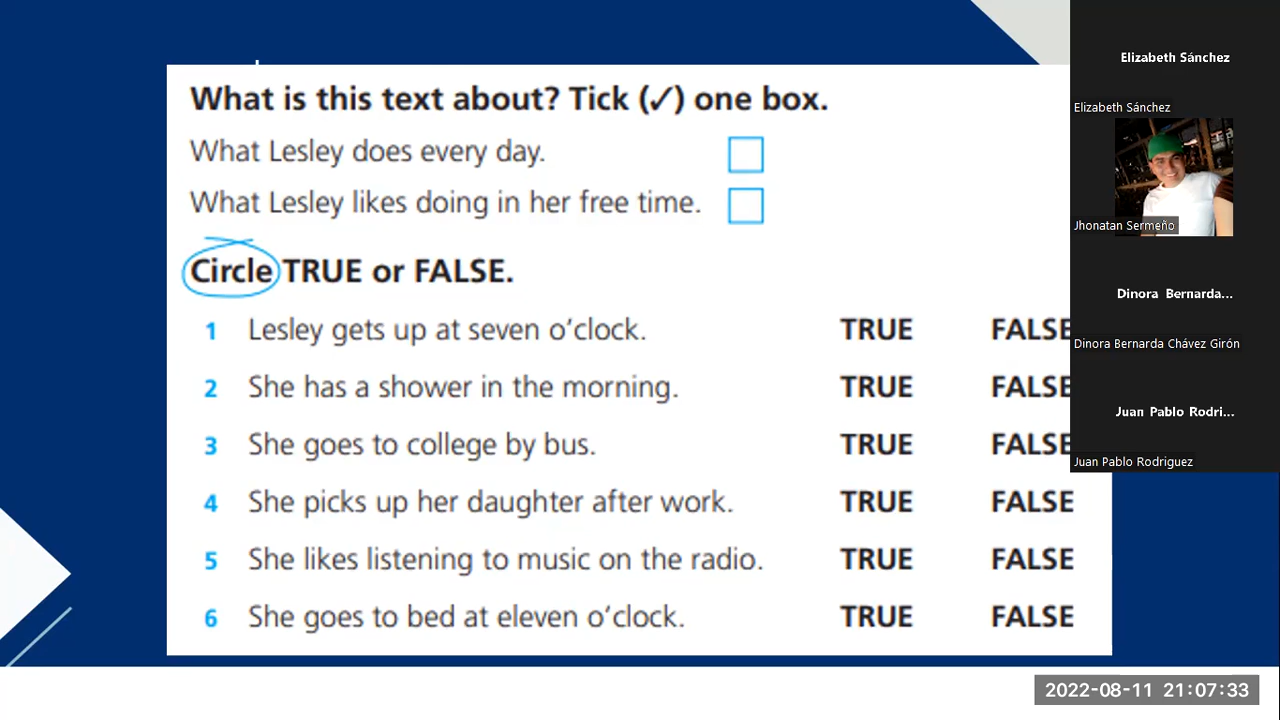 What is this text about? Tick (✓) one box.
What Lesley does every day.
What Lesley likes doing in her free time.
Circle TRUE or FALSE.
1 Lesley gets up at seven o'clock. TRUE FALSE
2 She has a shower in the morning. TRUE FALSE
3 She goes to college by bus. TRUE FALSE
4 She picks up her daughter after work. TRUE FALSE
5 She likes listening to music on the radio. TRUE FALSE
6 She goes to bed at eleven o'clock. TRUE FALSE
Elizabeth Sánchez
Elizabeth Sánchez
Jhonatan Sermeño
Dinora Bernarda...
Dinora Bernarda Chávez Girón
Juan Pablo Rodri...
Juan Pablo Rodriguez
2022-08-11 21:07:33